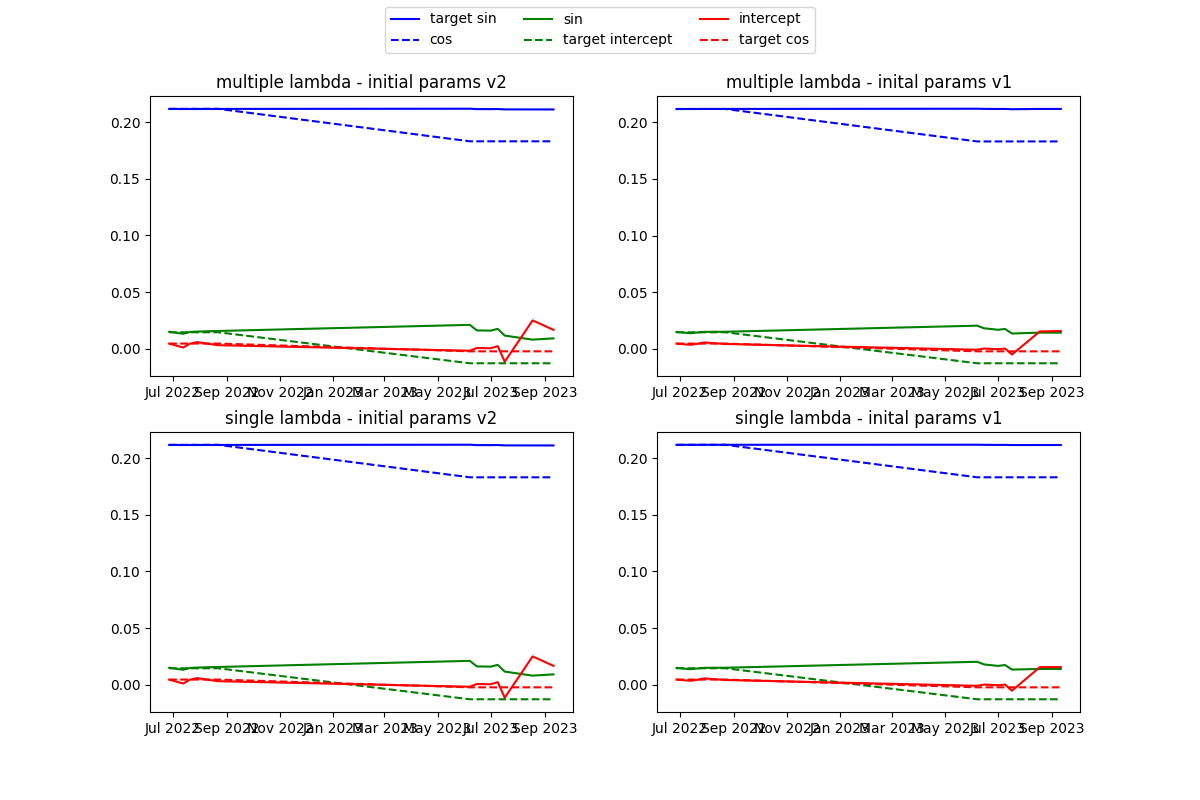 target sin sin intercept
cos target intercept target cos
multiple lambda - initial params v2
0.20
0.15
0.10
0.05
0.00
Jul 2022 Sep 2022 Nov 2022 Jan 2023 Mar 2023 May 2023 Jul 2023 Sep 2023
multiple lambda - inital params v1
0.20
0.15
0.10
0.05
0.00
Jul 2022 Sep 2022 Nov 2022 Jan 2023 Mar 2023 May 2023 Jul 2023 Sep 2023
single lambda - initial params v2
0.20
0.15
0.10
0.05
0.00
Jul 2022 Sep 2022 Nov 2022 Jan 2023 Mar 2023 May 2023 Jul 2023 Sep 2023
single lambda - inital params v1
0.20
0.15
0.10
0.05
0.00
Jul 2022 Sep 2022 Nov 2022 Jan 2023 Mar 2023 May 2023 Jul 2023 Sep 2023